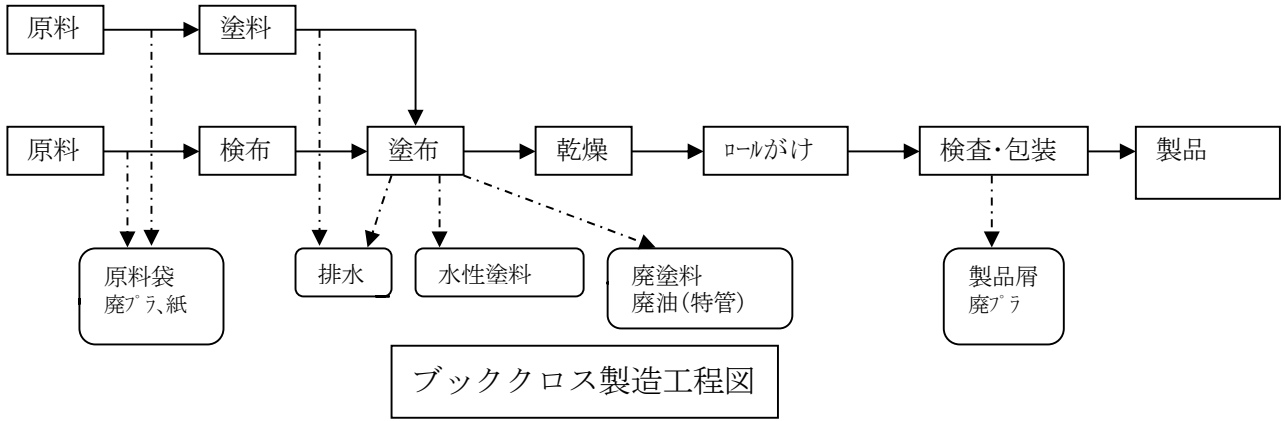 原料
塗料
原料
検布
塗布
乾燥
ﾛｰﾙがけ
検査・包装
製品
原料袋
廃ﾌﾟﾗ、紙
排水
水性塗料
廃塗料
廃油（特管）
製品屑
廃ﾌﾟﾗ
ブッククロス製造工程図